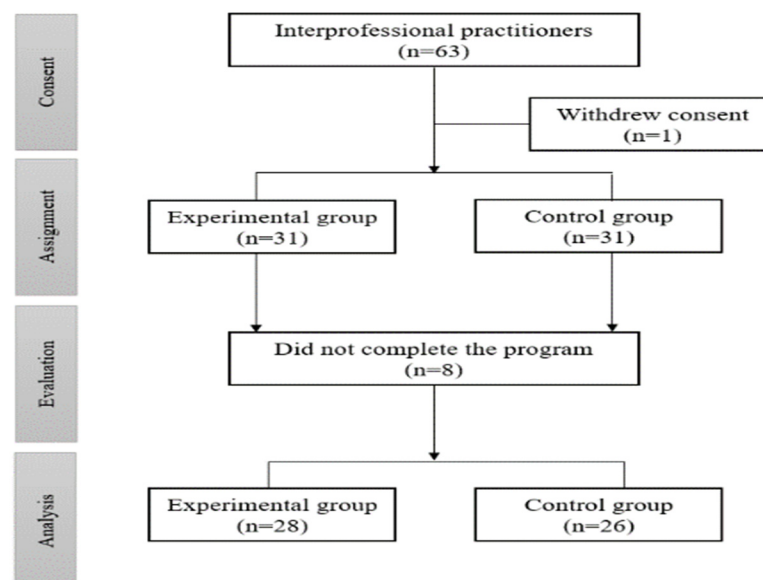 Consent
Interprofessional practitioners
(n=63)
Withdrew consent
(n=1)
Assignment
Experimental group
(n=31)
Control group
(n=31)
Evaluation
Did not complete the program
(n=8)
Analysis
Experimental group
(n=28)
Control group
(n=26)